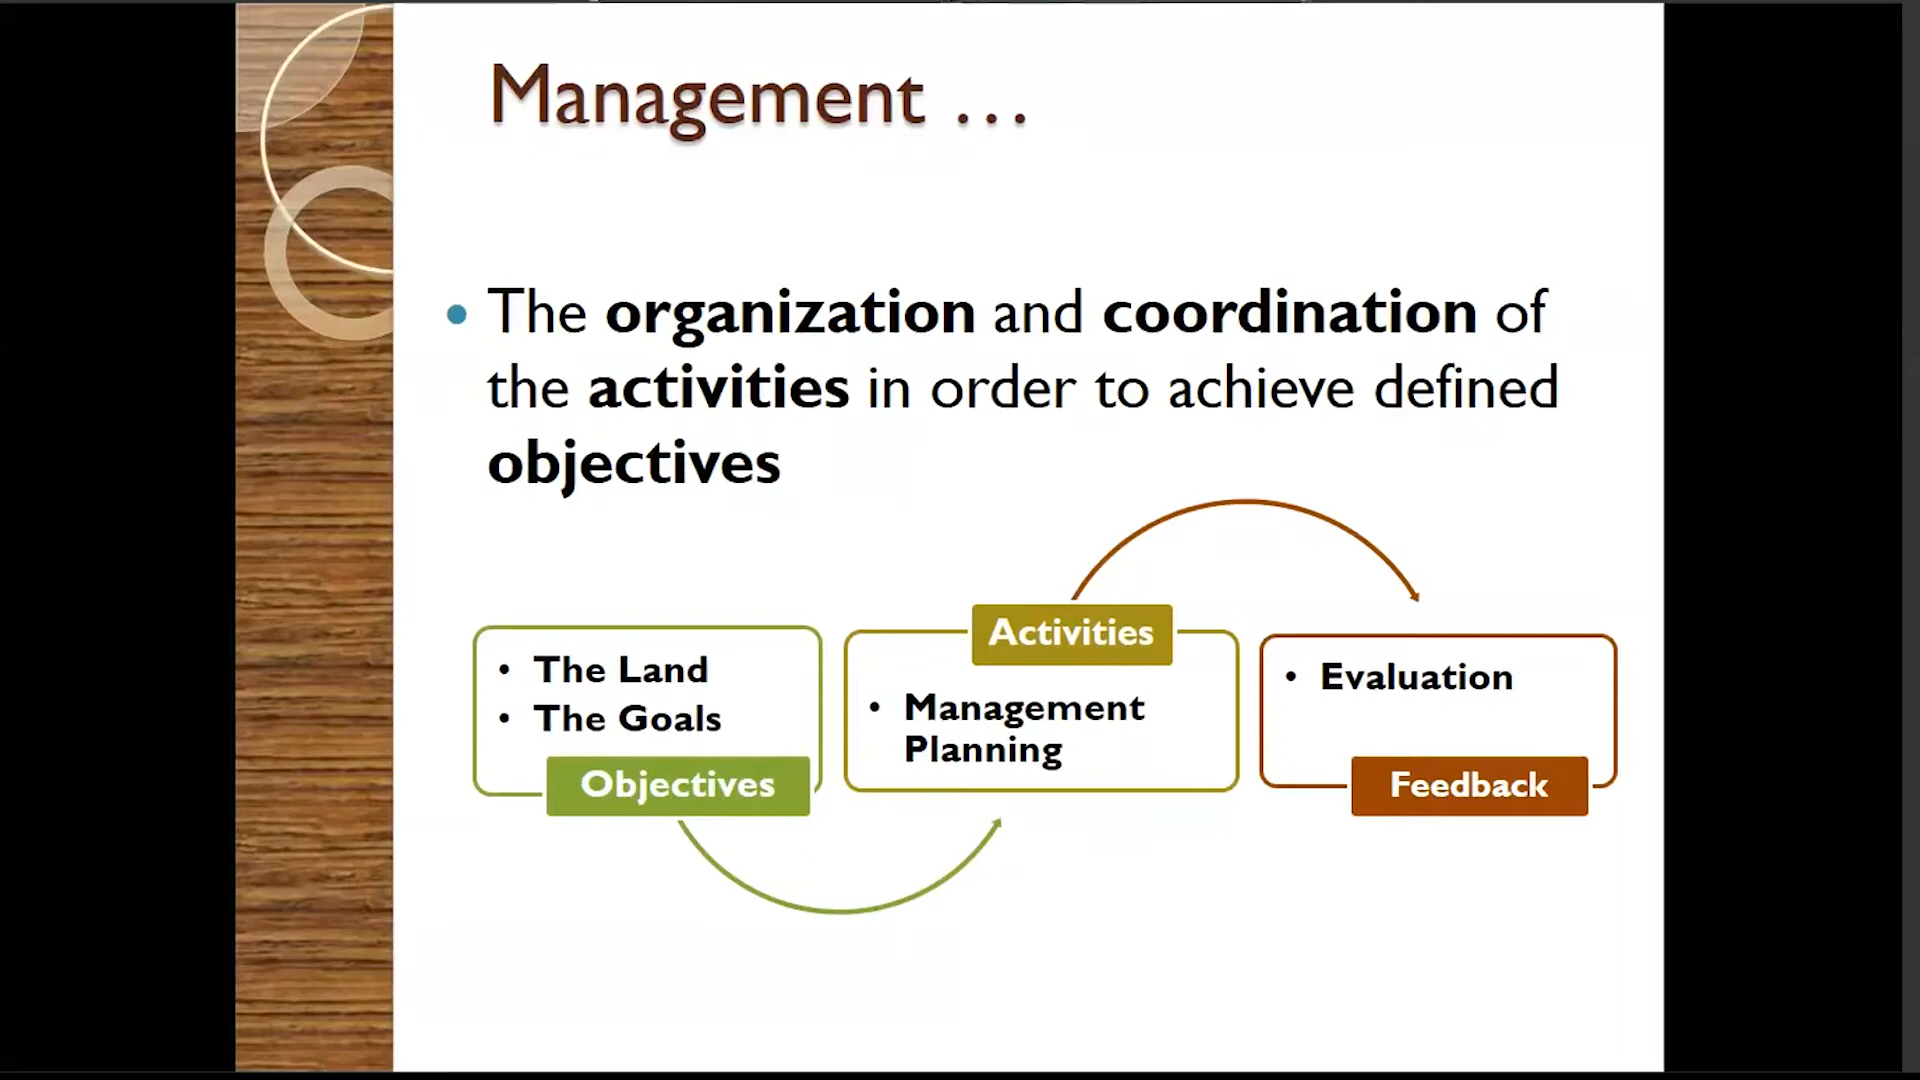 Management …
• The organization and coordination of
the activities in order to achieve defined
objectives
• The Land
• The Goals
Objectives
Activities
• Management
Planning
• Evaluation
Feedback